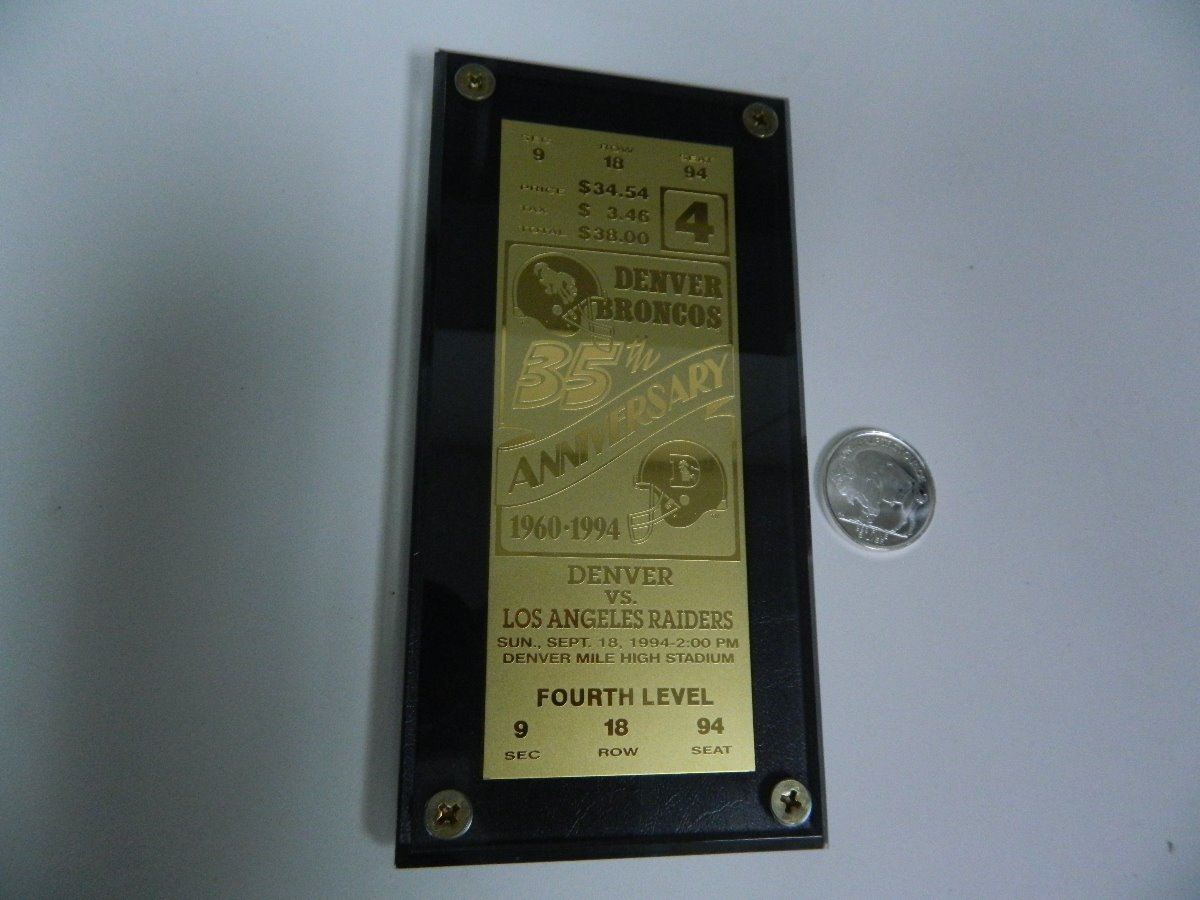 SEC ROW SEAT
9 18 94
PRICE $34.54
TAX $ 3.46
TOTAL $38.00
4
DENVER
BRONCOS
35th
ANNIVERSARY
D
1960·1994
DENVER
VS.
LOS ANGELES RAIDERS
SUN., SEPT. 18, 1994-2:00 PM
DENVER MILE HIGH STADIUM
FOURTH LEVEL
9 18 94
SEC ROW SEAT